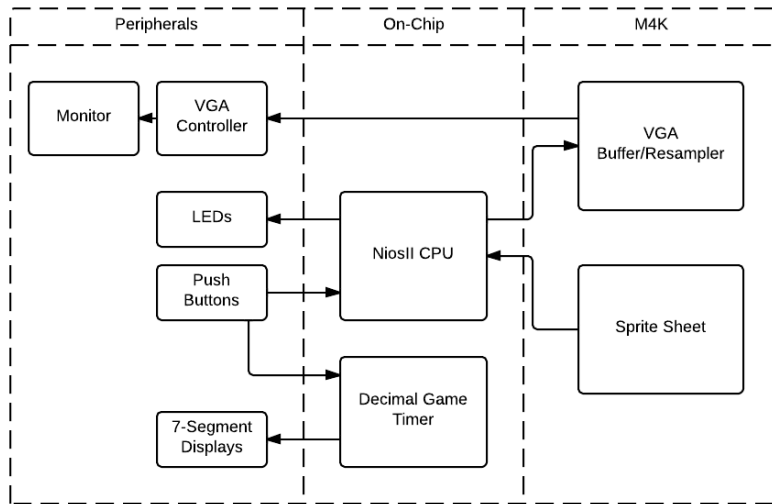 Peripherals
On-Chip
M4K
Monitor
VGA
Controller
VGA
Buffer/Resampler
LEDs
NiosII CPU
Push
Buttons
Sprite Sheet
Decimal Game
Timer
7-Segment
Displays